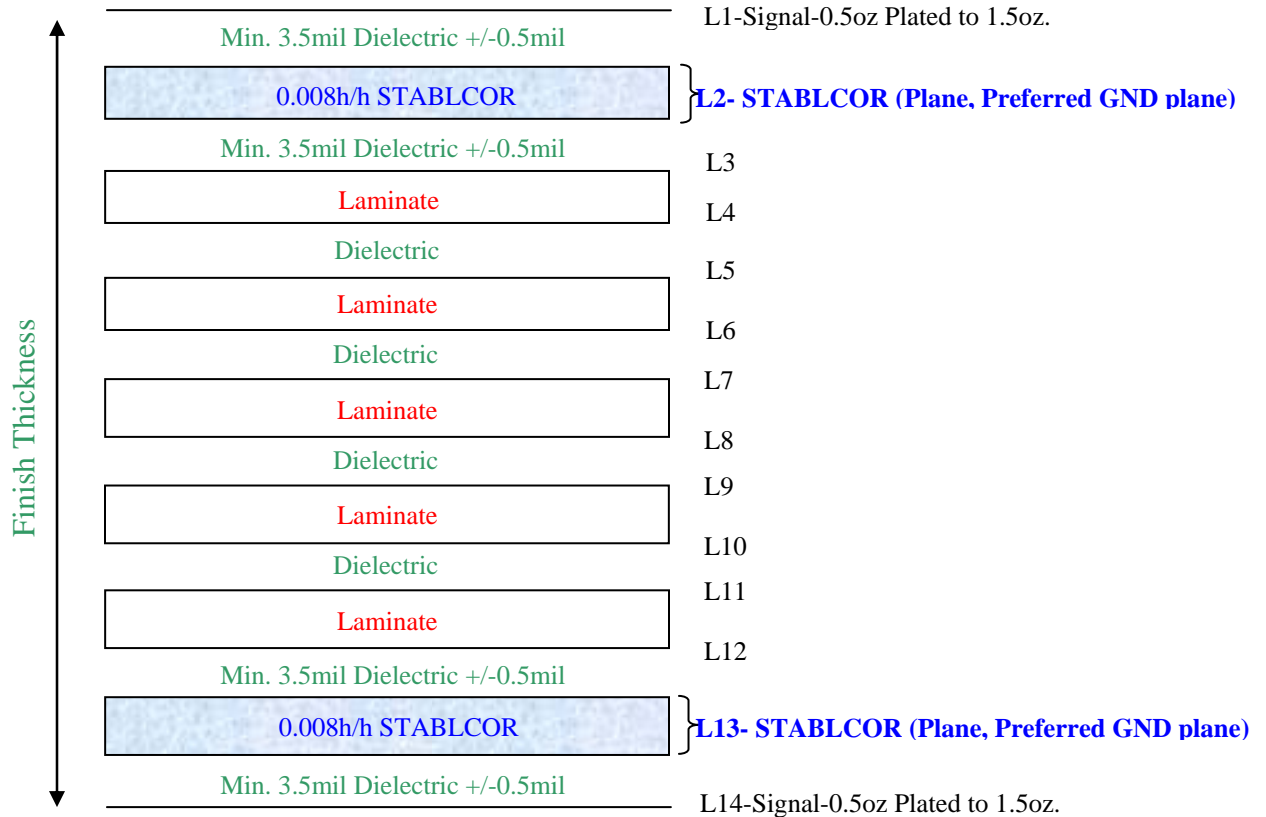 L1-Signal-0.5oz Plated to 1.5oz.
Min. 3.5mil Dielectric +/-0.5mil
0.008h/h STABLCOR
L2- STABLCOR (Plane, Preferred GND plane)
Min. 3.5mil Dielectric +/-0.5mil
L3
Laminate
L4
Dielectric
L5
Laminate
L6
Dielectric
L7
Laminate
L8
Dielectric
L9
Laminate
L10
Dielectric
L11
Laminate
L12
Min. 3.5mil Dielectric +/-0.5mil
0.008h/h STABLCOR
L13- STABLCOR (Plane, Preferred GND plane)
Min. 3.5mil Dielectric +/-0.5mil
L14-Signal-0.5oz Plated to 1.5oz.
Finish Thickness